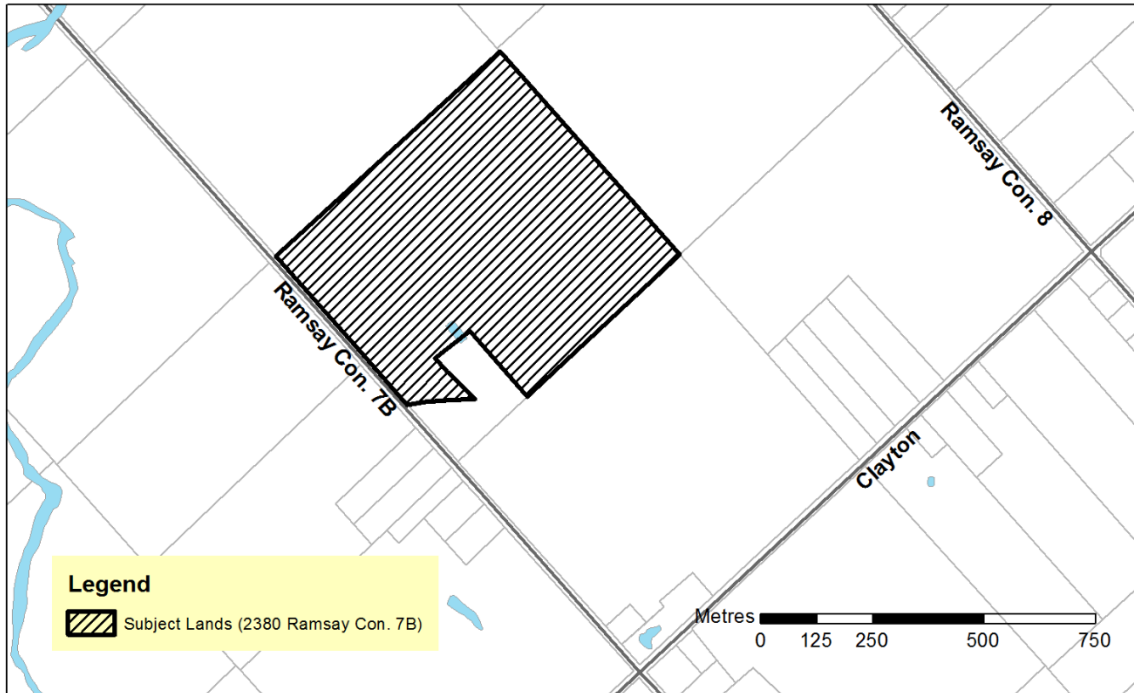 Ramsay Con. 8
Ramsay Con. 7B
Clayton
Legend
Subject Lands (2380 Ramsay Con. 7B)
Metres
0 125 250 500 750